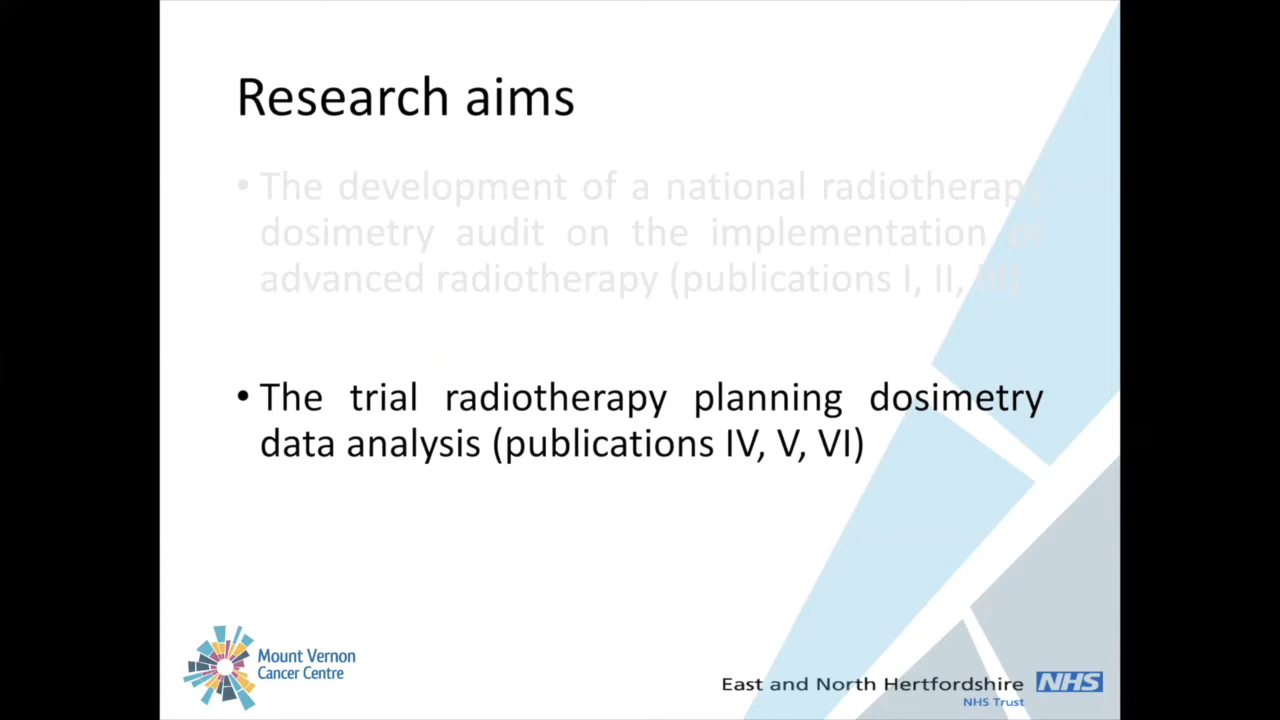 Research aims
• The development of a national radiotherapy
dosimetry audit on the implementation of
advanced radiotherapy (publications I, II, III)
• The trial radiotherapy planning dosimetry
data analysis (publications IV, V, VI)
Mount Vernon
Cancer Centre
East and North Hertfordshire NHS
NHS Trust